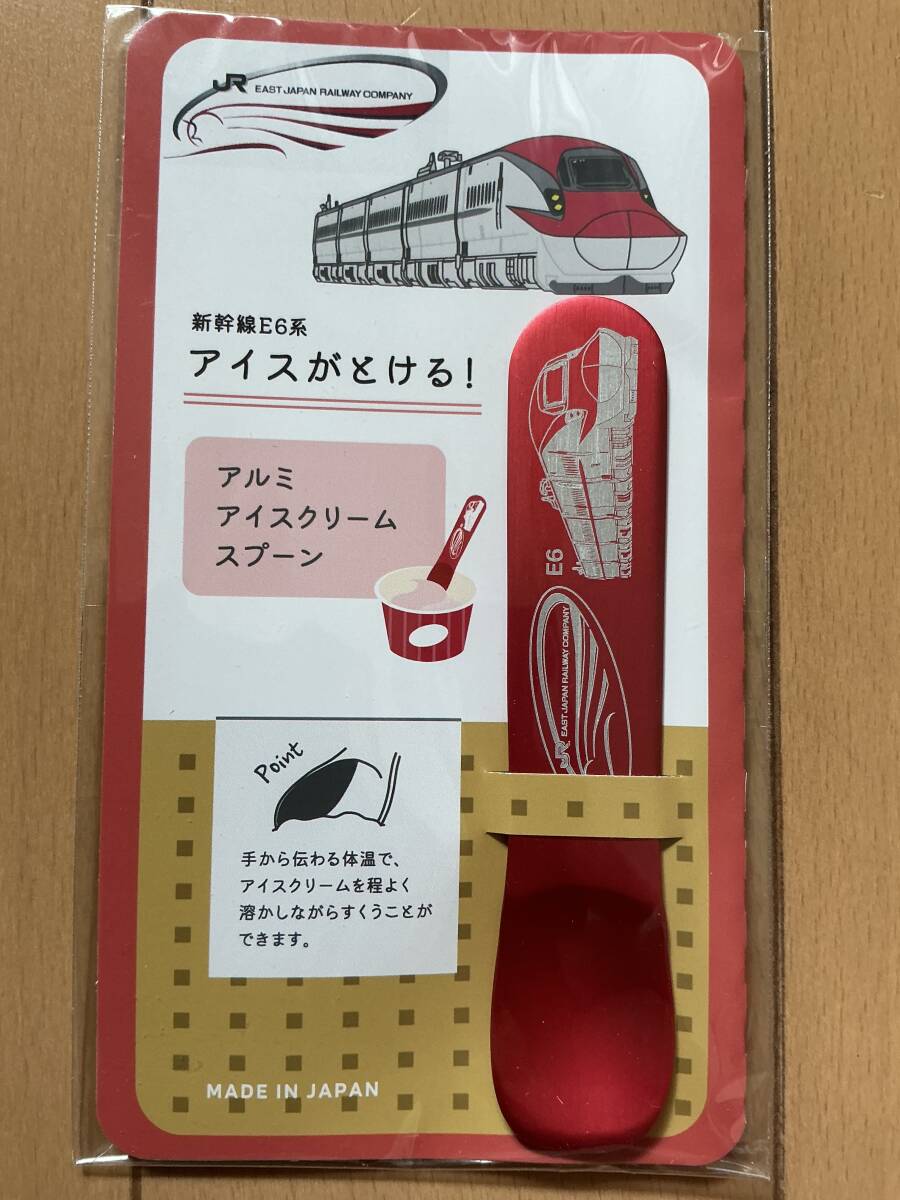 JR EAST JAPAN RAILWAY COMPANY
新幹線E6系
アイスがとける!
アルミ
アイスクリーム
スプーン
E6
JR EAST JAPAN RAILWAY COMPANY
Point
手から伝わる体温で、
アイスクリームを程よく
溶かしながらすくうことが
できます。
MADE IN JAPAN